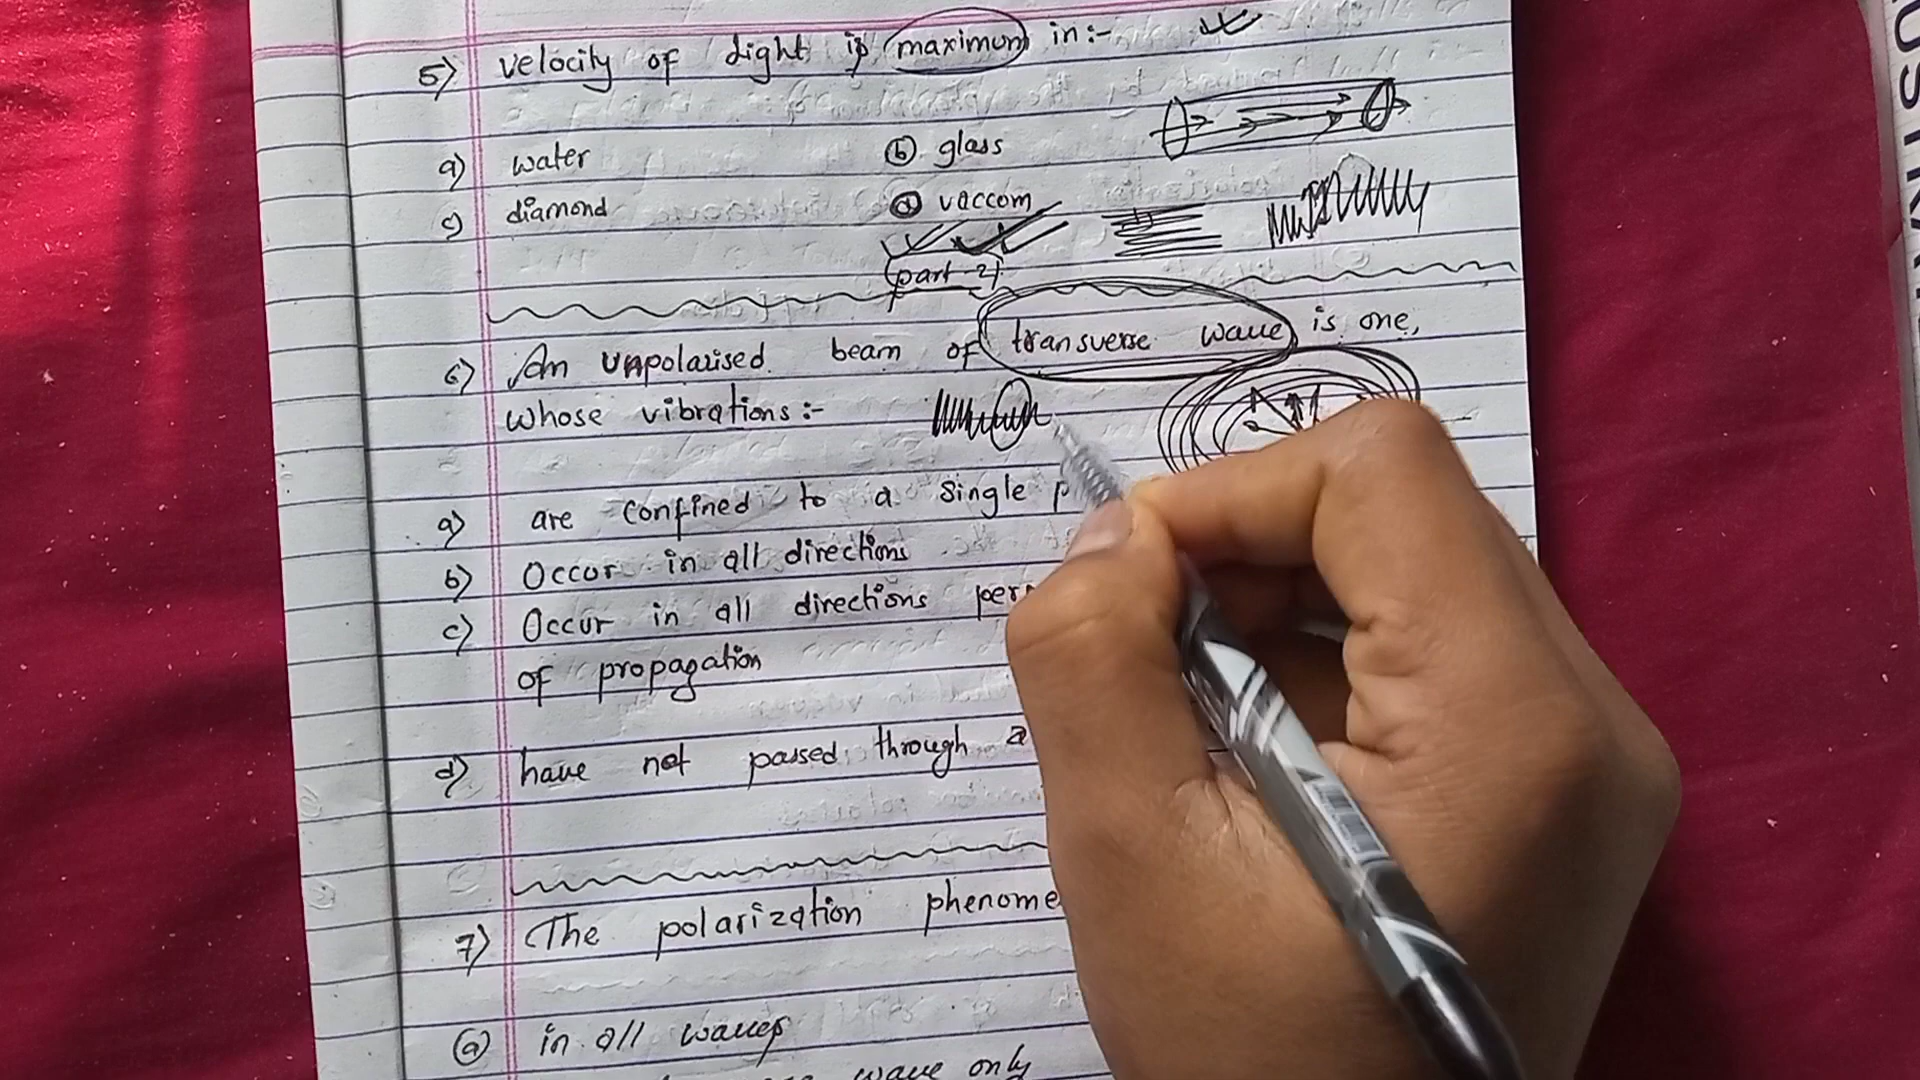 5) velocity of light is maximum in:-
a) water (b) glass
c) diamond (d) vaccom
(part-2)
6) An unpolarised beam of transverse wave is one,
whose vibrations:-
a) are confined to a single
b) Occur in all directions
c) Occur in all directions
of propagation
d) have not passed through a
7) The polarization
(a) in all waves
wave only